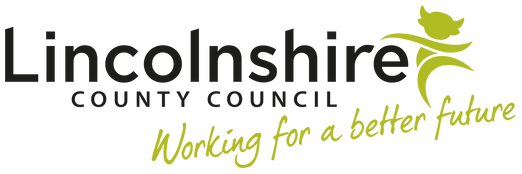 Lincolnshire
COUNTY COUNCIL
Working for a better future